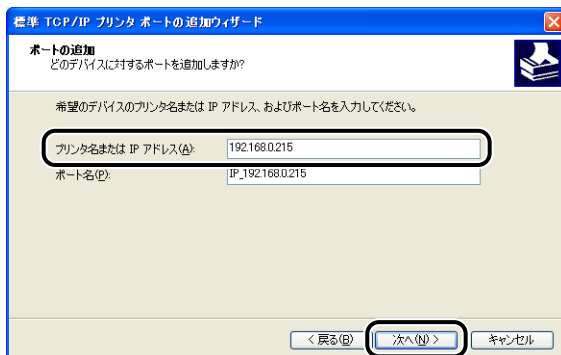 標準 TCP/IP プリンタ ポートの追加ウィザード
ポートの追加
どのデバイスに対するポートを追加しますか?
希望のデバイスのプリンタ名または IP アドレス、およびポート名を入力してください。
プリンタ名または IP アドレス(A): 192.168.0.215
ポート名(P): IP_192.168.0.215
< 戻る(B) 次へ(N) > キャンセル